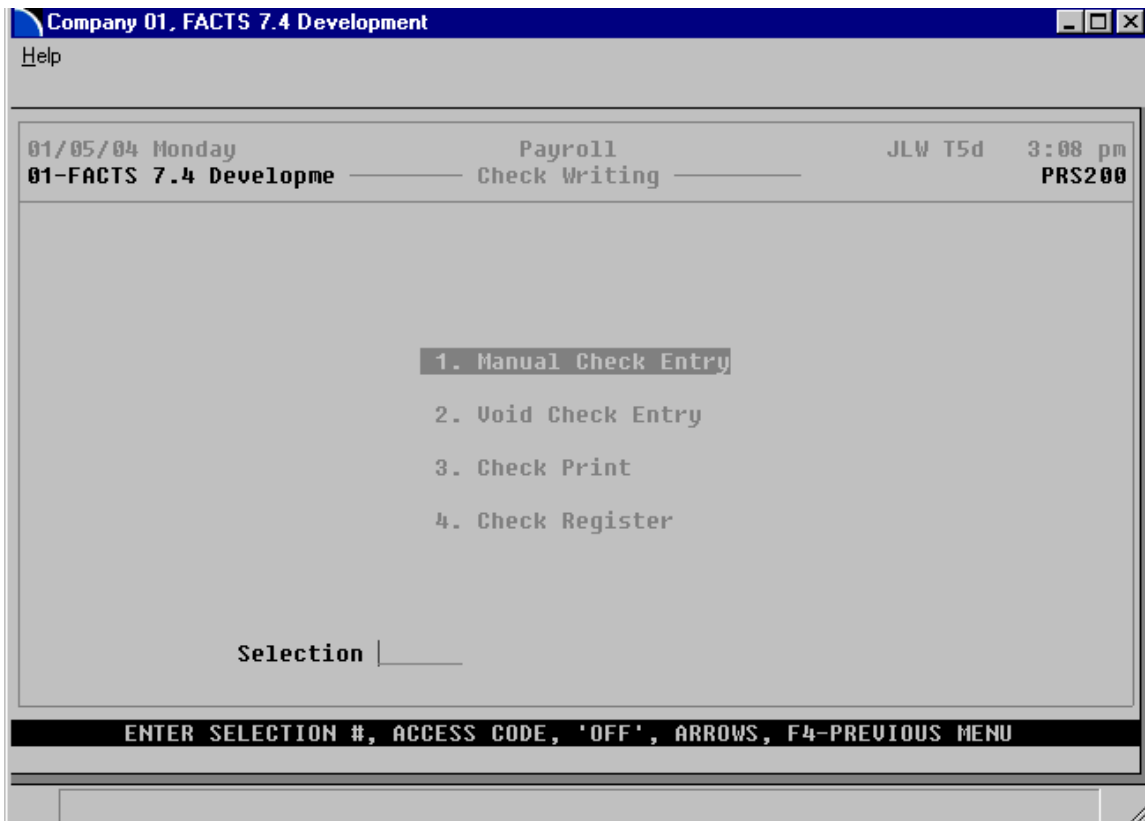 Company 01, FACTS 7.4 Development
Help
01/05/04 Monday Payroll JLW T5d 3:08 pm
01-FACTS 7.4 Developme Check Writing PRS200
1. Manual Check Entry
2. Void Check Entry
3. Check Print
4. Check Register
Selection
ENTER SELECTION #, ACCESS CODE, 'OFF', ARROWS, F4-PREVIOUS MENU